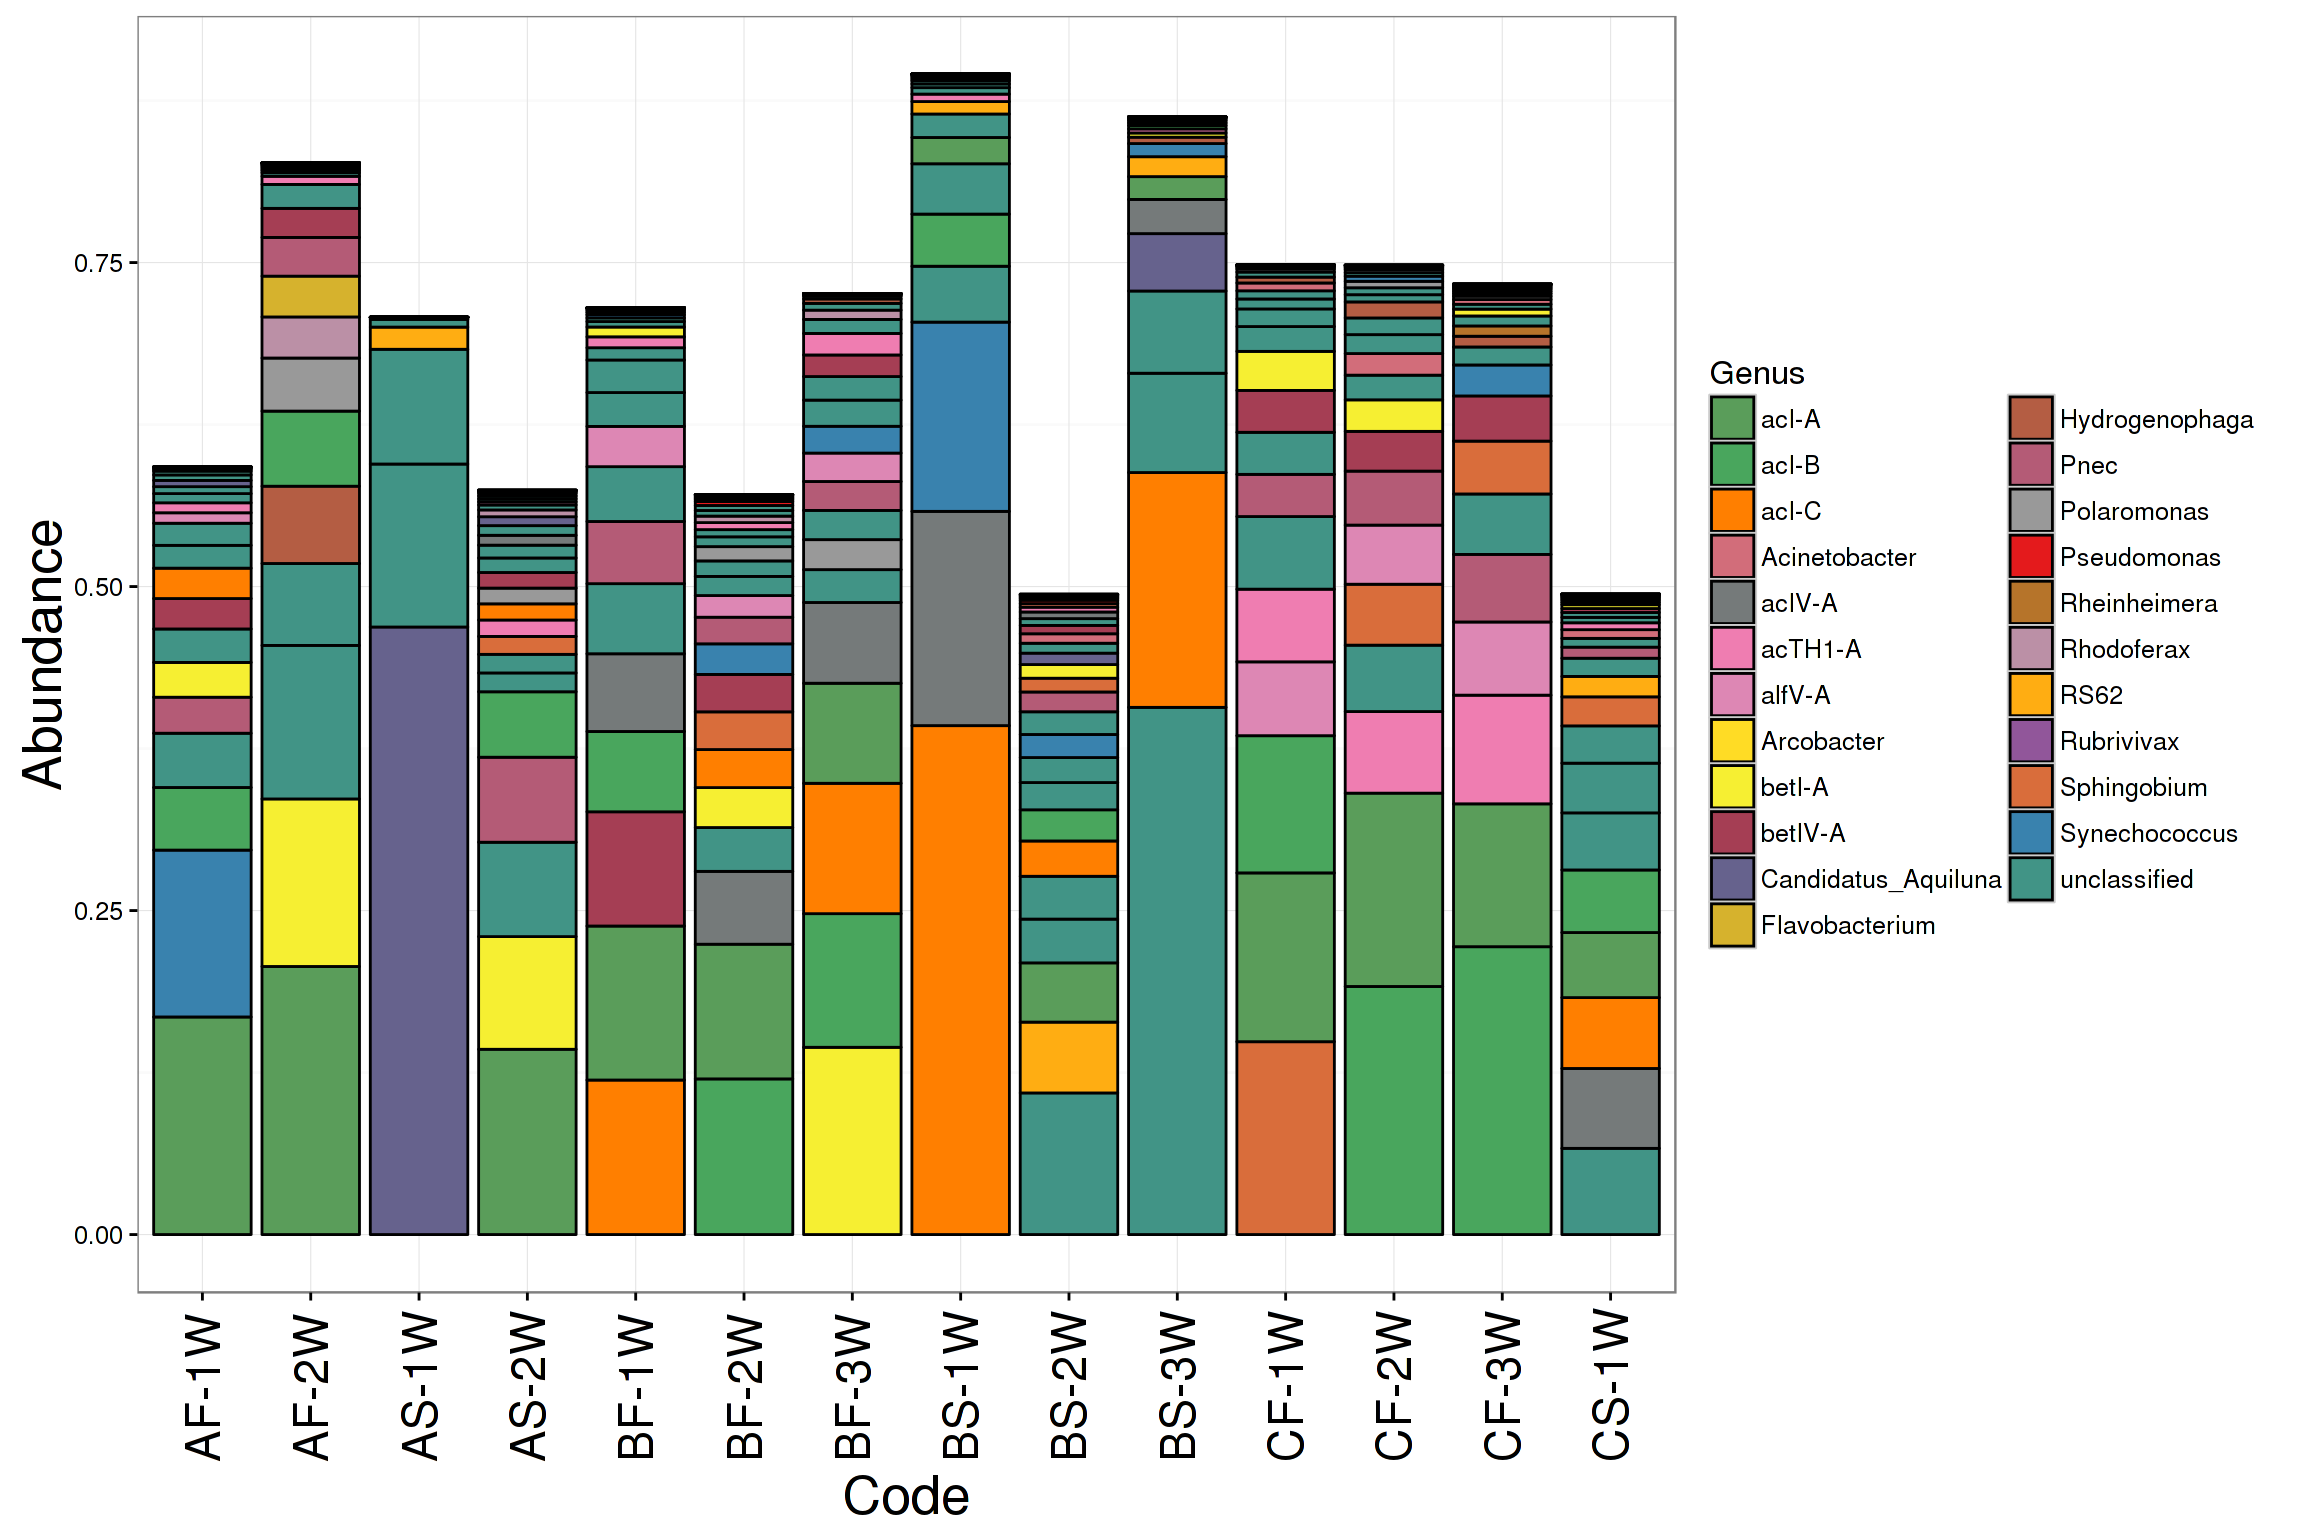 Abundance
0.75
0.50
0.25
0.00
AF-1W
AF-2W
AS-1W
AS-2W
BF-1W
BF-2W
BF-3W
BS-1W
BS-2W
BS-3W
CF-1W
CF-2W
CF-3W
CS-1W
Code
Genus
acI-A
acI-B
acI-C
Acinetobacter
acIV-A
acTH1-A
alfV-A
Arcobacter
betI-A
betIV-A
Candidatus_Aquiluna
Flavobacterium
Hydrogenophaga
Pnec
Polaromonas
Pseudomonas
Rheinheimera
Rhodoferax
RS62
Rubrivivax
Sphingobium
Synechococcus
unclassified